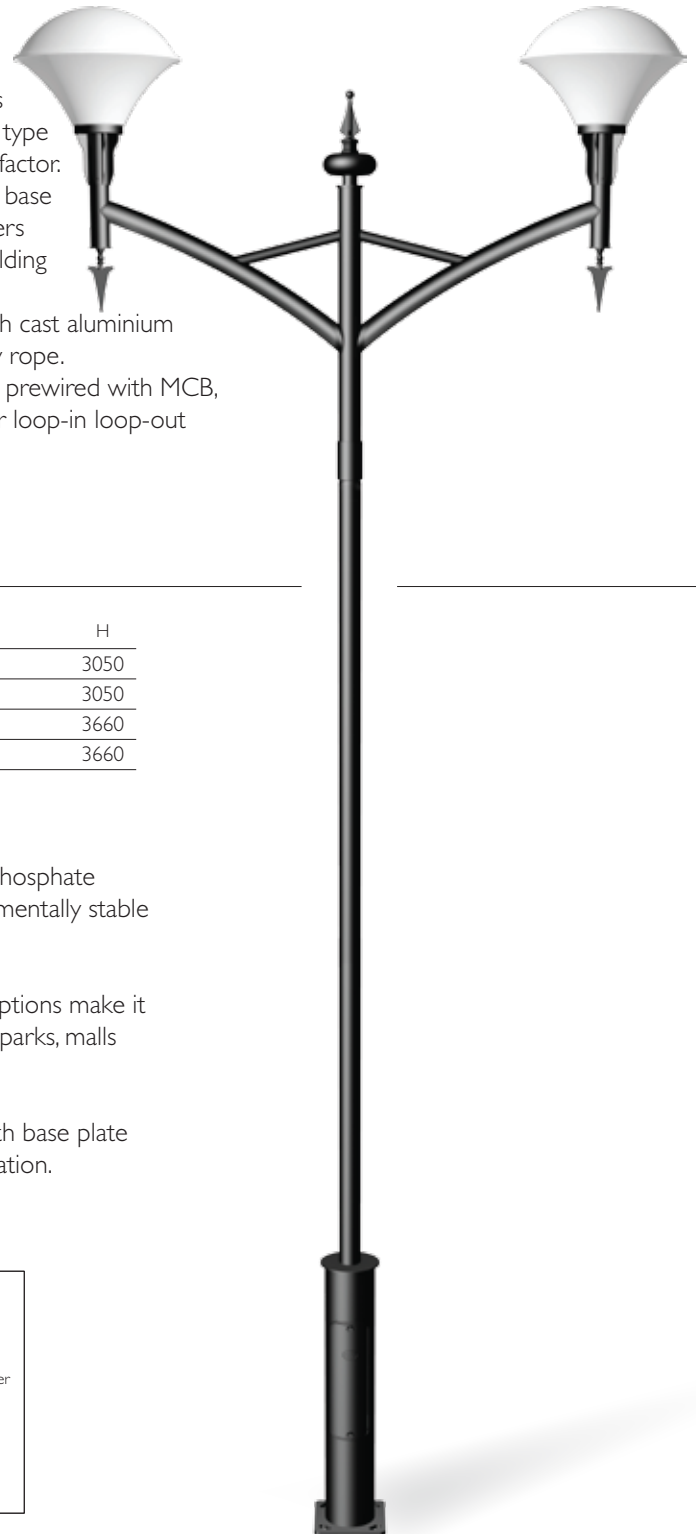 s
type
factor.
base
ers
lding
h cast aluminium
y rope.
prewired with MCB,
r loop-in loop-out
H
3050
3050
3660
3660
hosphate
mentally stable
ptions make it
parks, malls
th base plate
ation.
er